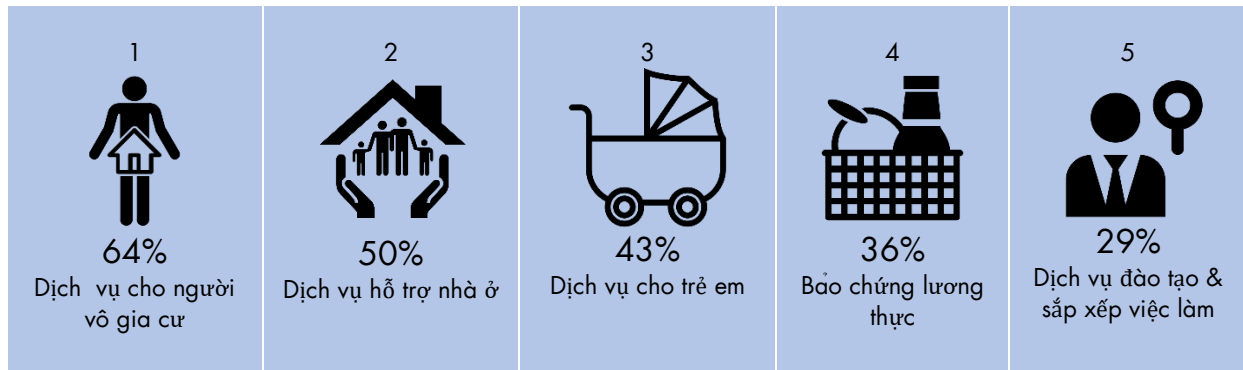 1
64%
Dịch vụ cho người
vô gia cư
2
50%
Dịch vụ hỗ trợ nhà ở
3
43%
Dịch vụ cho trẻ em
4
36%
Bảo chứng lương
thực
5
29%
Dịch vụ đào tạo &
sắp xếp việc làm